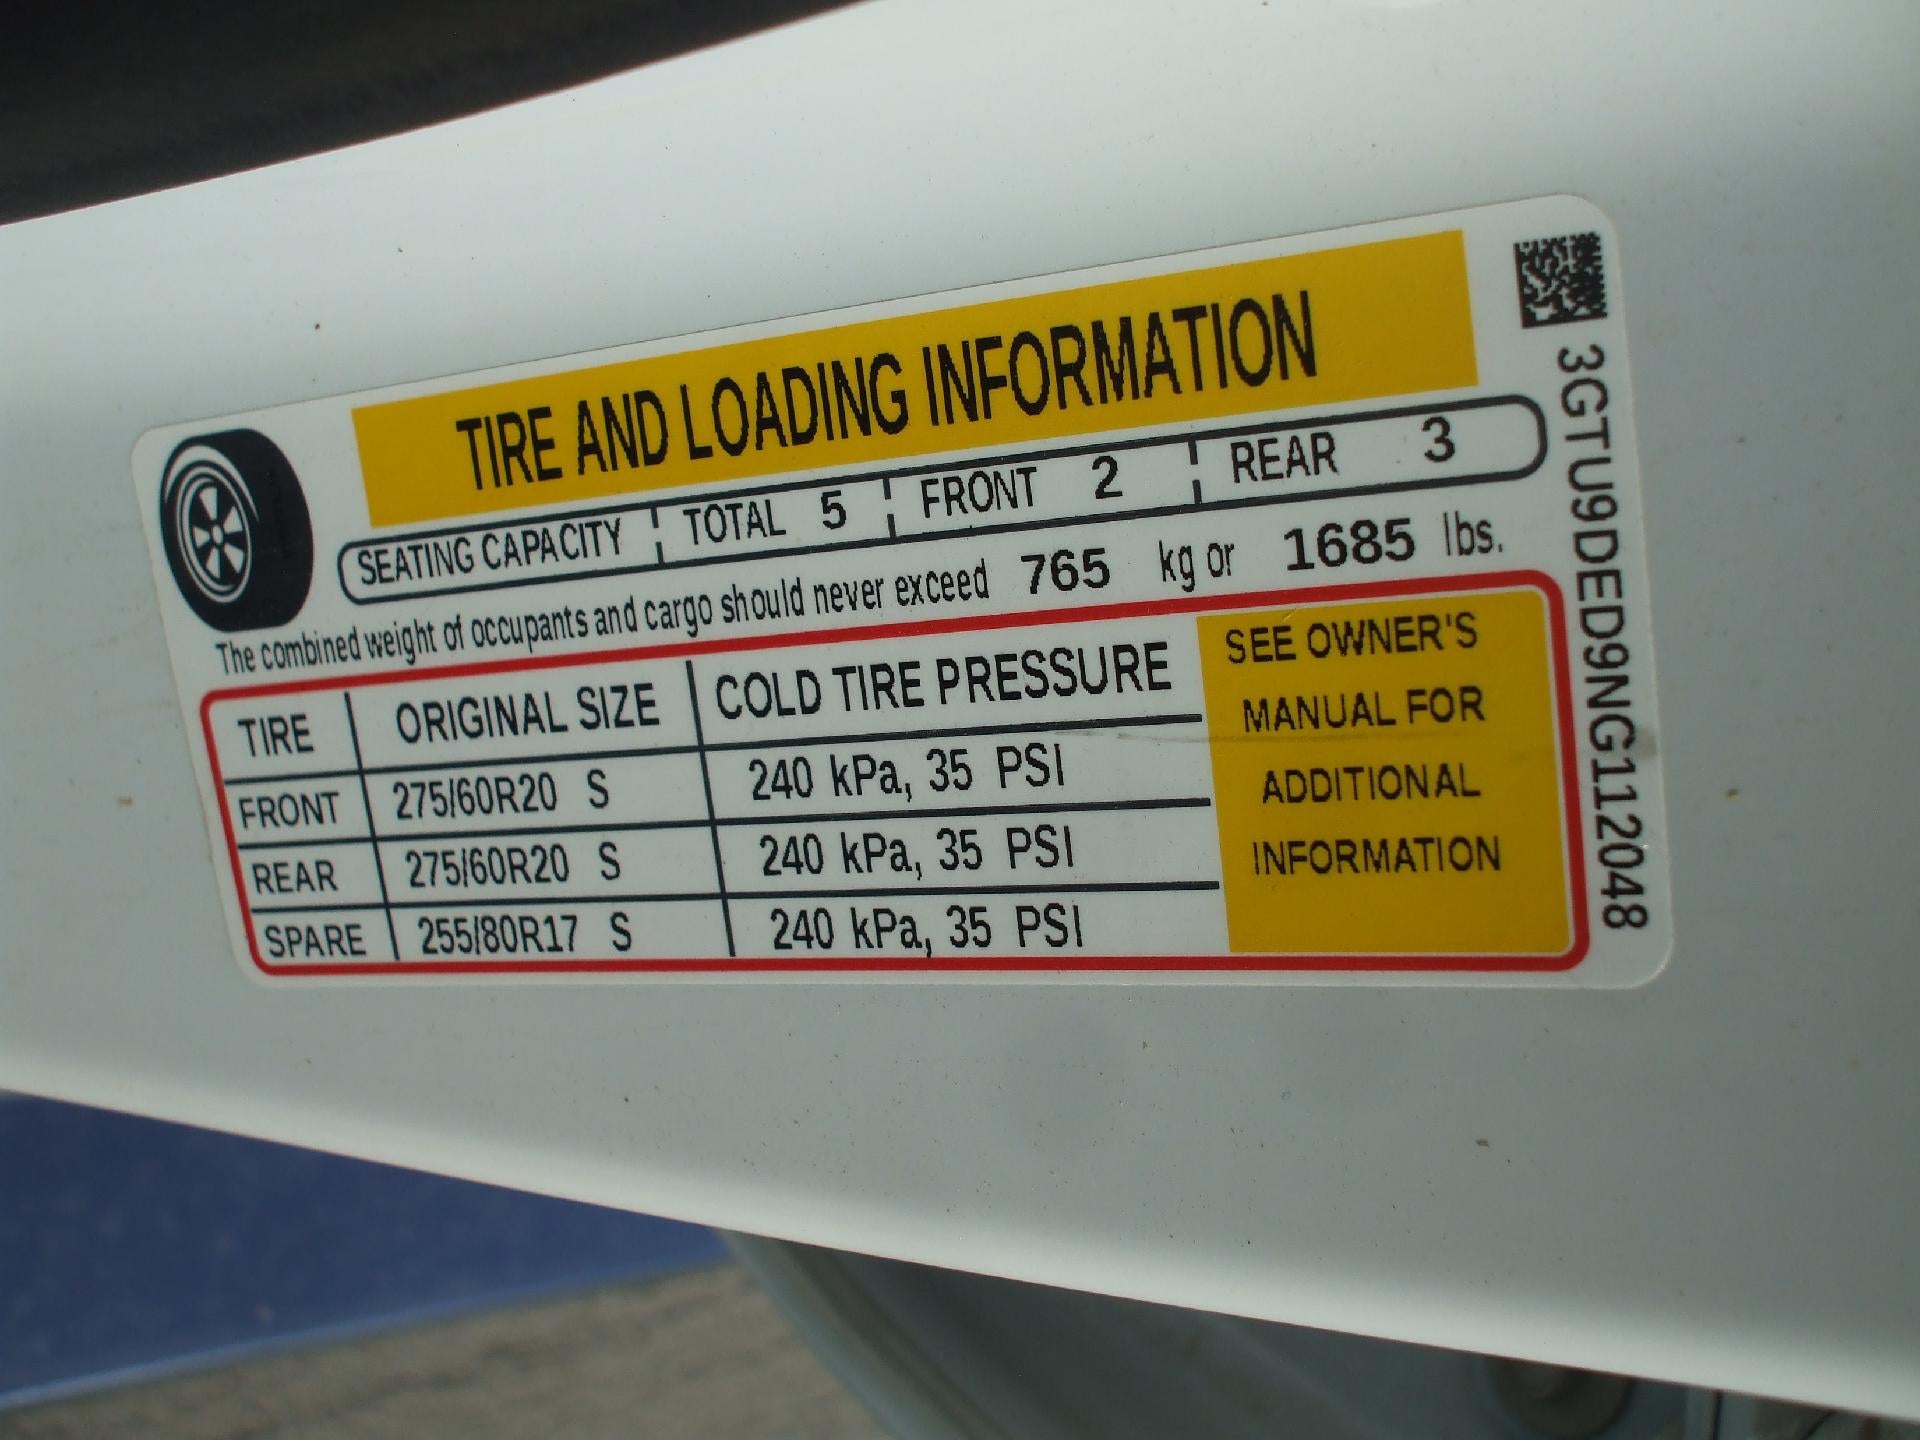 TIRE AND LOADING INFORMATION
SEATING CAPACITY TOTAL 5 FRONT 2 REAR 3
The combined weight of occupants and cargo should never exceed 765 kg or 1685 lbs.
TIRE ORIGINAL SIZE COLD TIRE PRESSURE
FRONT 275/60R20 S 240 kPa, 35 PSI
REAR 275/60R20 S 240 kPa, 35 PSI
SPARE 255/80R17 S 240 kPa, 35 PSI
SEE OWNER'S
MANUAL FOR
ADDITIONAL
INFORMATION
3GTU9DED9NG112048